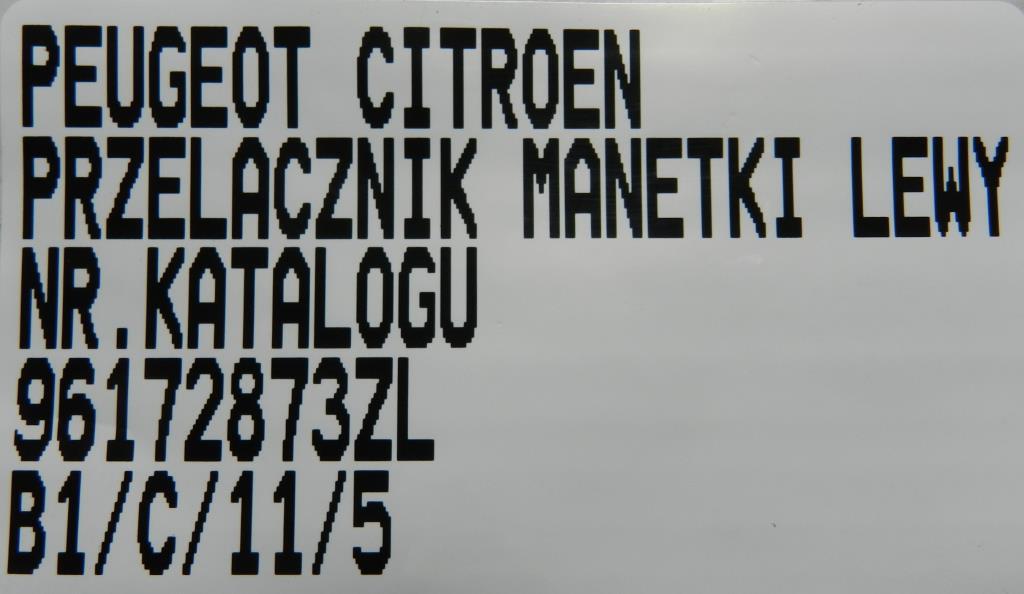 PEUGEOT CITROEN
PRZELACZNIK MANETKI LEWY
NR.KATALOGU
96172873ZL
B1/C/11/5